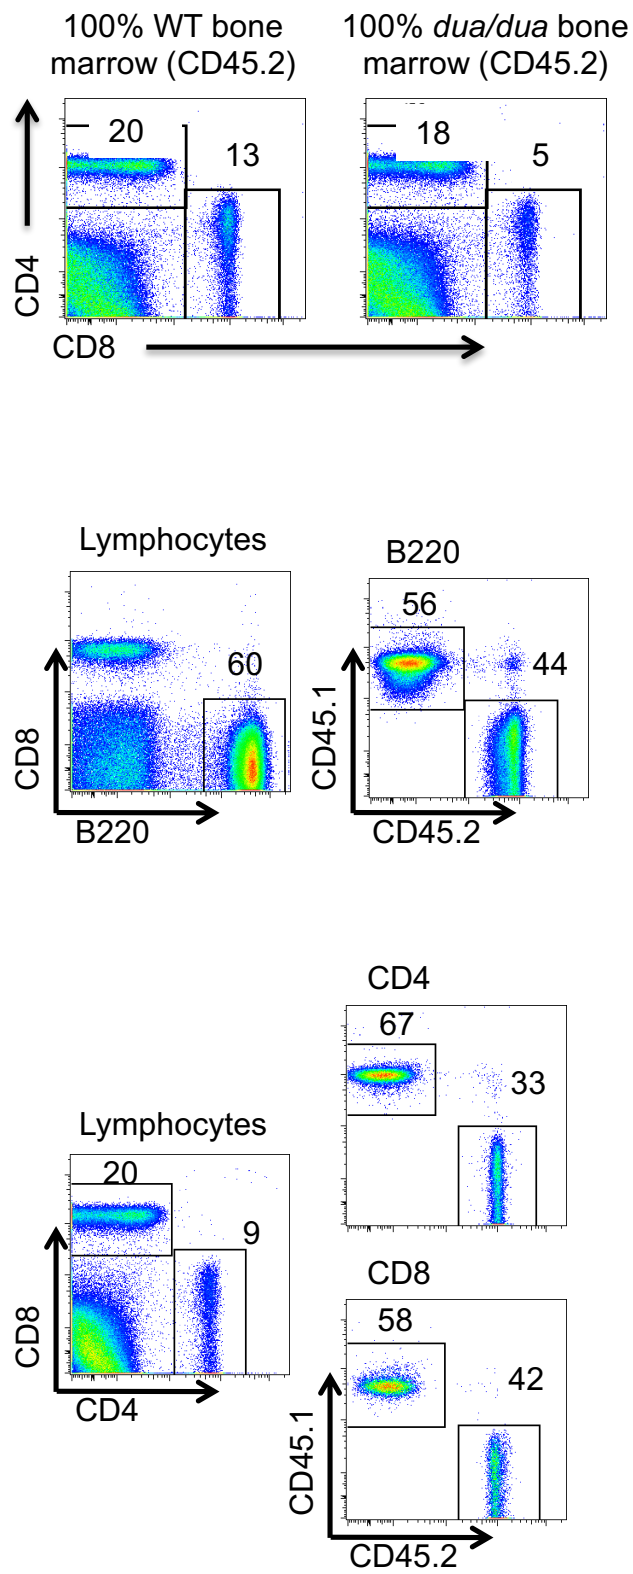 100% WT bone
marrow (CD45.2)
100% dua/dua bone
marrow (CD45.2)
20
13
18
5
CD4
CD8
Lymphocytes
60
CD8
B220
B220
56
44
CD45.1
CD45.2
CD4
67
33
Lymphocytes
20
9
CD8
CD4
CD8
58
42
CD45.1
CD45.2